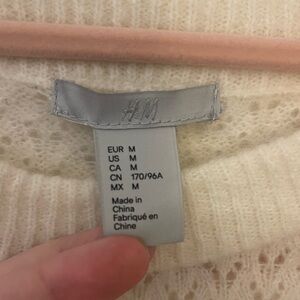 H&M
EUR M
US M
CA M
CN 170/96A
MX M
Made in
China
Fabriqué en
Chine